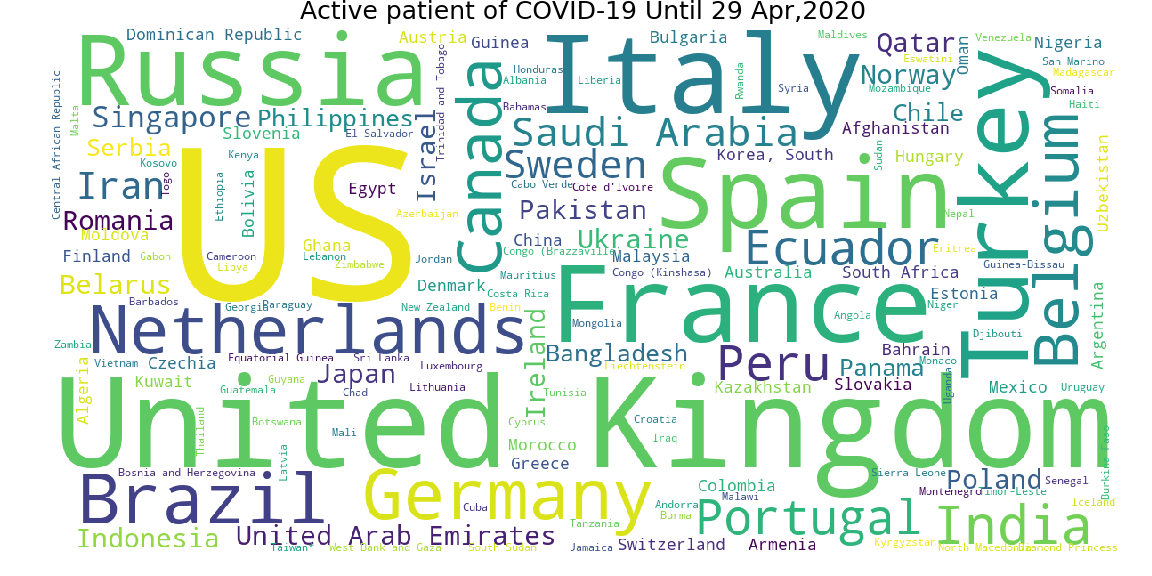 Active patient of COVID-19 Until 29 Apr,2020
Dominican Republic
Austria
Guinea
Bulgaria
Maldives
Qatar
Oman
Venezuela
Nigeria
Russia
Italy
Eswatini
San Marino
Madagascar
Central African Republic
Malta
Trinidad and Tobago
Canada
Honduras
Albania
Liberia
Rwanda
Syria
Norway
Mozambique
Turkey
Somalia
Haiti
Bahamas
Singapore
Philippines
Chile
Slovenia
El Salvador
Israel
Saudi Arabia
Afghanistan
Belgium
Uzbekistan
Serbia
Kosovo
Kenya
US
Sweden
Korea, South
Sudan
Hungary
Iran
Togo
Ethiopia
Bolivia
Egypt
Cabo Verde
Cote d'Ivoire
Spain
Romania
Azerbaijan
Pakistan
Nepal
Moldova
Ghana
China
Ukraine
Ecuador
Eritrea
Finland
Gabon
Cameroon
Libya
Lebanon
Zimbabwe
Jordan
Congo (Brazzaville)
Malaysia
Guinea-Bissau
Mauritius
Congo (Kinshasa)
Australia
South Africa
Belarus
Denmark
Costa Rica
France
Estonia
Argentina
Barbados
Georgia
Paraguay
New Zealand
Benin
Niger
Netherlands
Ireland
Mongolia
Angola
Djibouti
Zambia
Bangladesh
Peru
Bahrain
Vietnam
Czechia
Equatorial Guinea
Sri Lanka
Luxembourg
Liechtenstein
Panama
Monaco
Algeria
Kuwait
Guyana
Japan
Lithuania
Kazakhstan
Slovakia
Uganda
Mexico
Uruguay
Guatemala
Chad
Tunisia
United Kingdom
Thailand
Botswana
Mali
Cyprus
Croatia
Morocco
Iraq
Burkina Faso
Latvia
Greece
Bosnia and Herzegovina
Sierra Leone
Brazil
Germany
Poland
Senegal
Colombia
Montenegro
Timor-Leste
Malawi
Cuba
Andorra
Portugal
Iceland
Burma
India
Tanzania
Indonesia
United Arab Emirates
Taiwan*
West Bank and Gaza
South Sudan
Jamaica
Switzerland
Armenia
Kyrgyzstan
North Macedonia
Diamond Princess